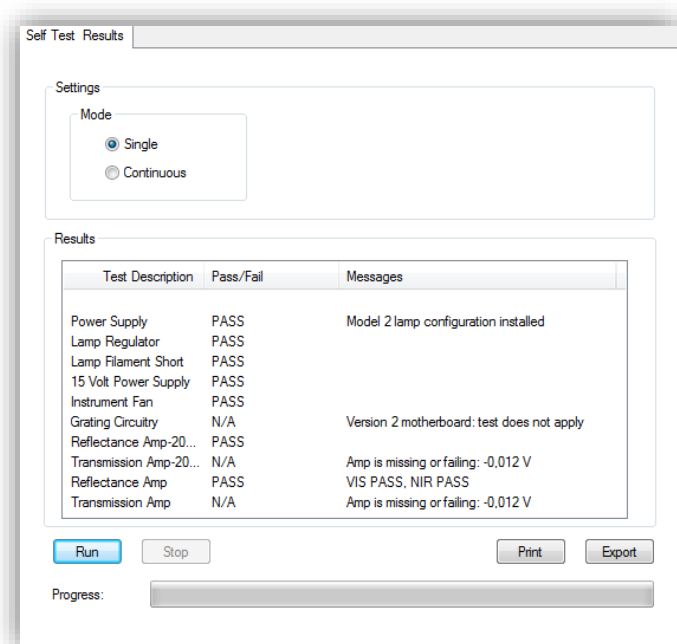 Self Test Results
Settings
Mode
Single
Continuous
Results
Test Description Pass/Fail Messages
Power Supply PASS Model 2 lamp configuration installed
Lamp Regulator PASS
Lamp Filament Short PASS
15 Volt Power Supply PASS
Instrument Fan PASS
Grating Circuitry N/A Version 2 motherboard: test does not apply
Reflectance Amp-20... PASS
Transmission Amp-20... N/A Amp is missing or failing: -0,012 V
Reflectance Amp PASS VIS PASS, NIR PASS
Transmission Amp N/A Amp is missing or failing: -0,012 V
Run Stop Print Export
Progress: